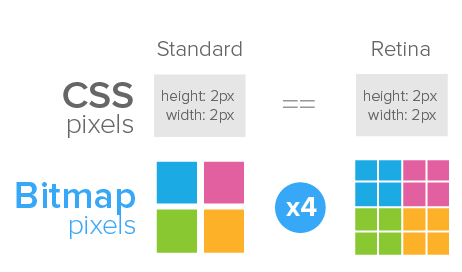 Standard
Retina
CSS
pixels
height: 2px
width: 2px
==
height: 2px
width: 2px
Bitmap
pixels
x4